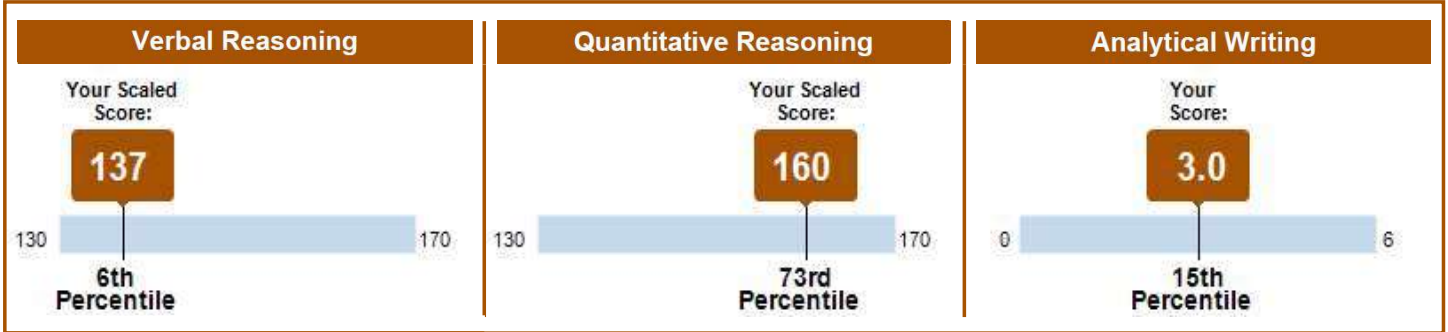 Verbal Reasoning
Your Scaled
Score:
137
130
170
6th
Percentile
Quantitative Reasoning
Your Scaled
Score:
160
130
170
73rd
Percentile
Analytical Writing
Your
Score:
3.0
0
6
15th
Percentile